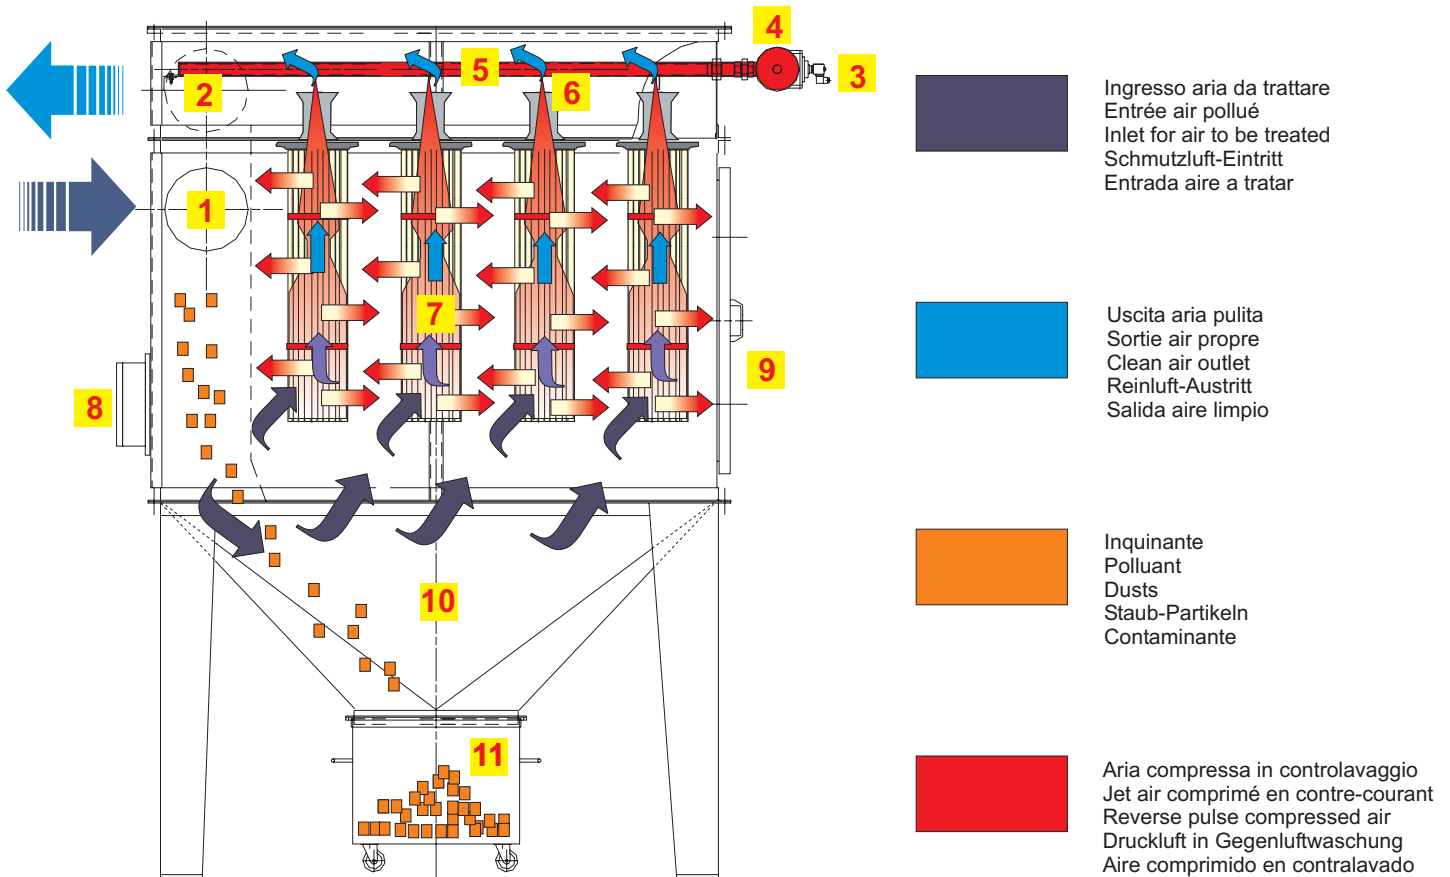 4
3
5
6
2
1
7
8
9
10
11
Ingresso aria da trattare
Entrée air pollué
Inlet for air to be treated
Schmutzluft-Eintritt
Entrada aire a tratar
Uscita aria pulita
Sortie air propre
Clean air outlet
Reinluft-Austritt
Salida aire limpio
Inquinante
Polluant
Dusts
Staub-Partikeln
Contaminante
Aria compressa in controlavaggio
Jet air comprimé en contre-courant
Reverse pulse compressed air
Druckluft in Gegenluftwaschung
Aire comprimido en contralavado